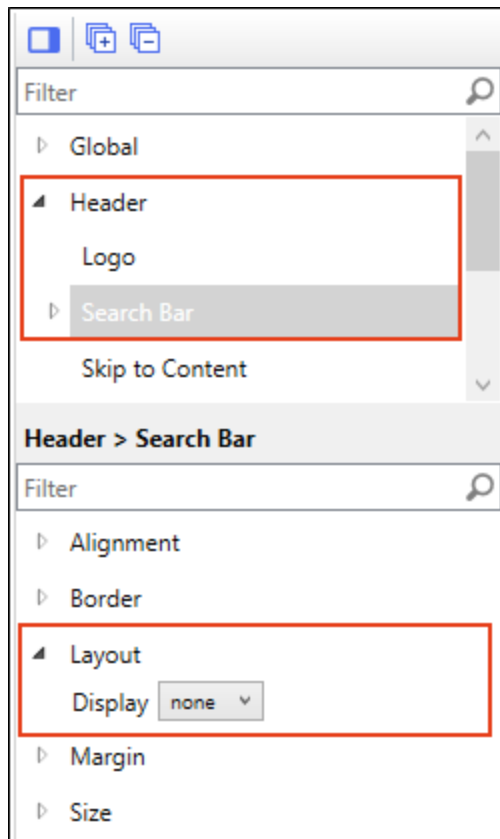 Filter
Global
Header
Logo
Search Bar
Skip to Content
Header > Search Bar
Filter
Alignment
Border
Layout
Display none
Margin
Size